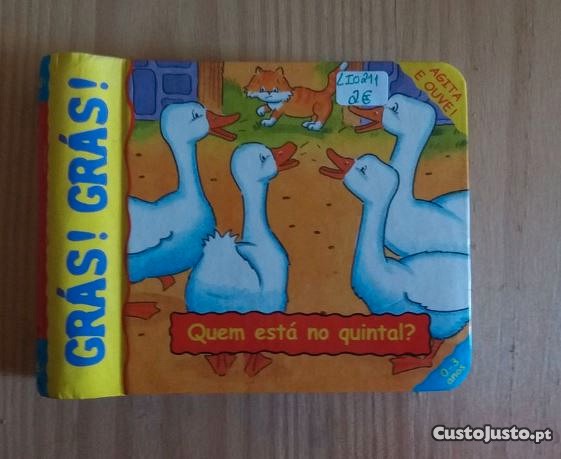 GRÁS! GRÁS!
LIO211
2€
AGITA
E OUVE!
Quem está no quintal?
0-3
anos
CustoJusto.pt